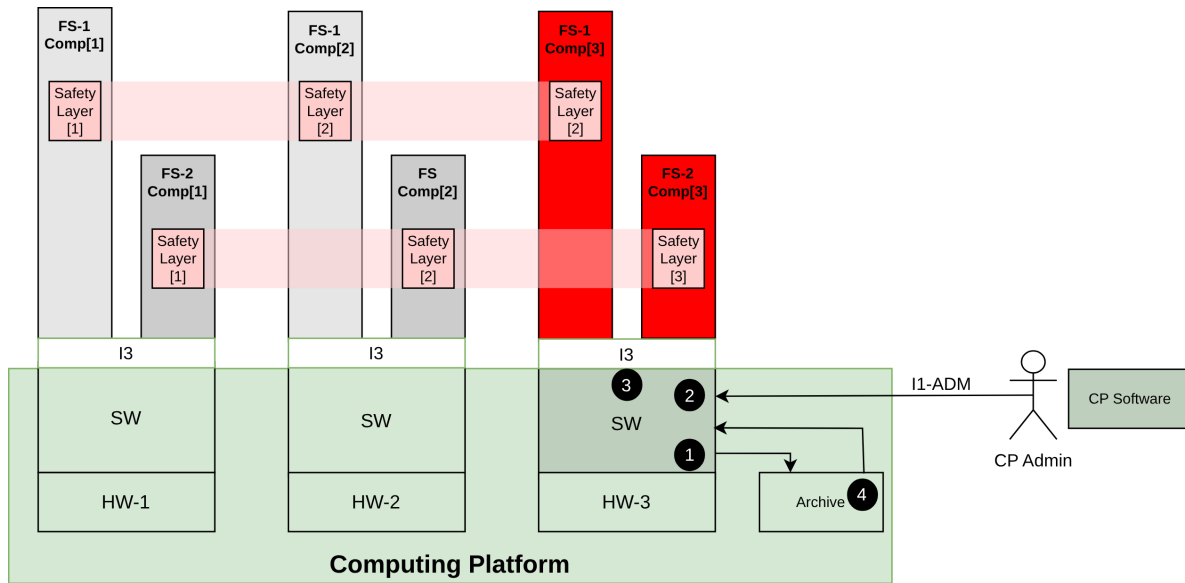 FS-1
Comp[1]
FS-1
Comp[2]
FS-1
Comp[3]
Safety
Layer
[1]
Safety
Layer
[2]
Safety
Layer
[2]
FS-2
Comp[1]
FS
Comp[2]
FS-2
Comp[3]
Safety
Layer
[1]
Safety
Layer
[2]
Safety
Layer
[3]
I3
I3
I3
SW
SW
SW
3
2
1
I1-ADM
CP Software
CP Admin
HW-1
HW-2
HW-3
Archive
4
Computing Platform